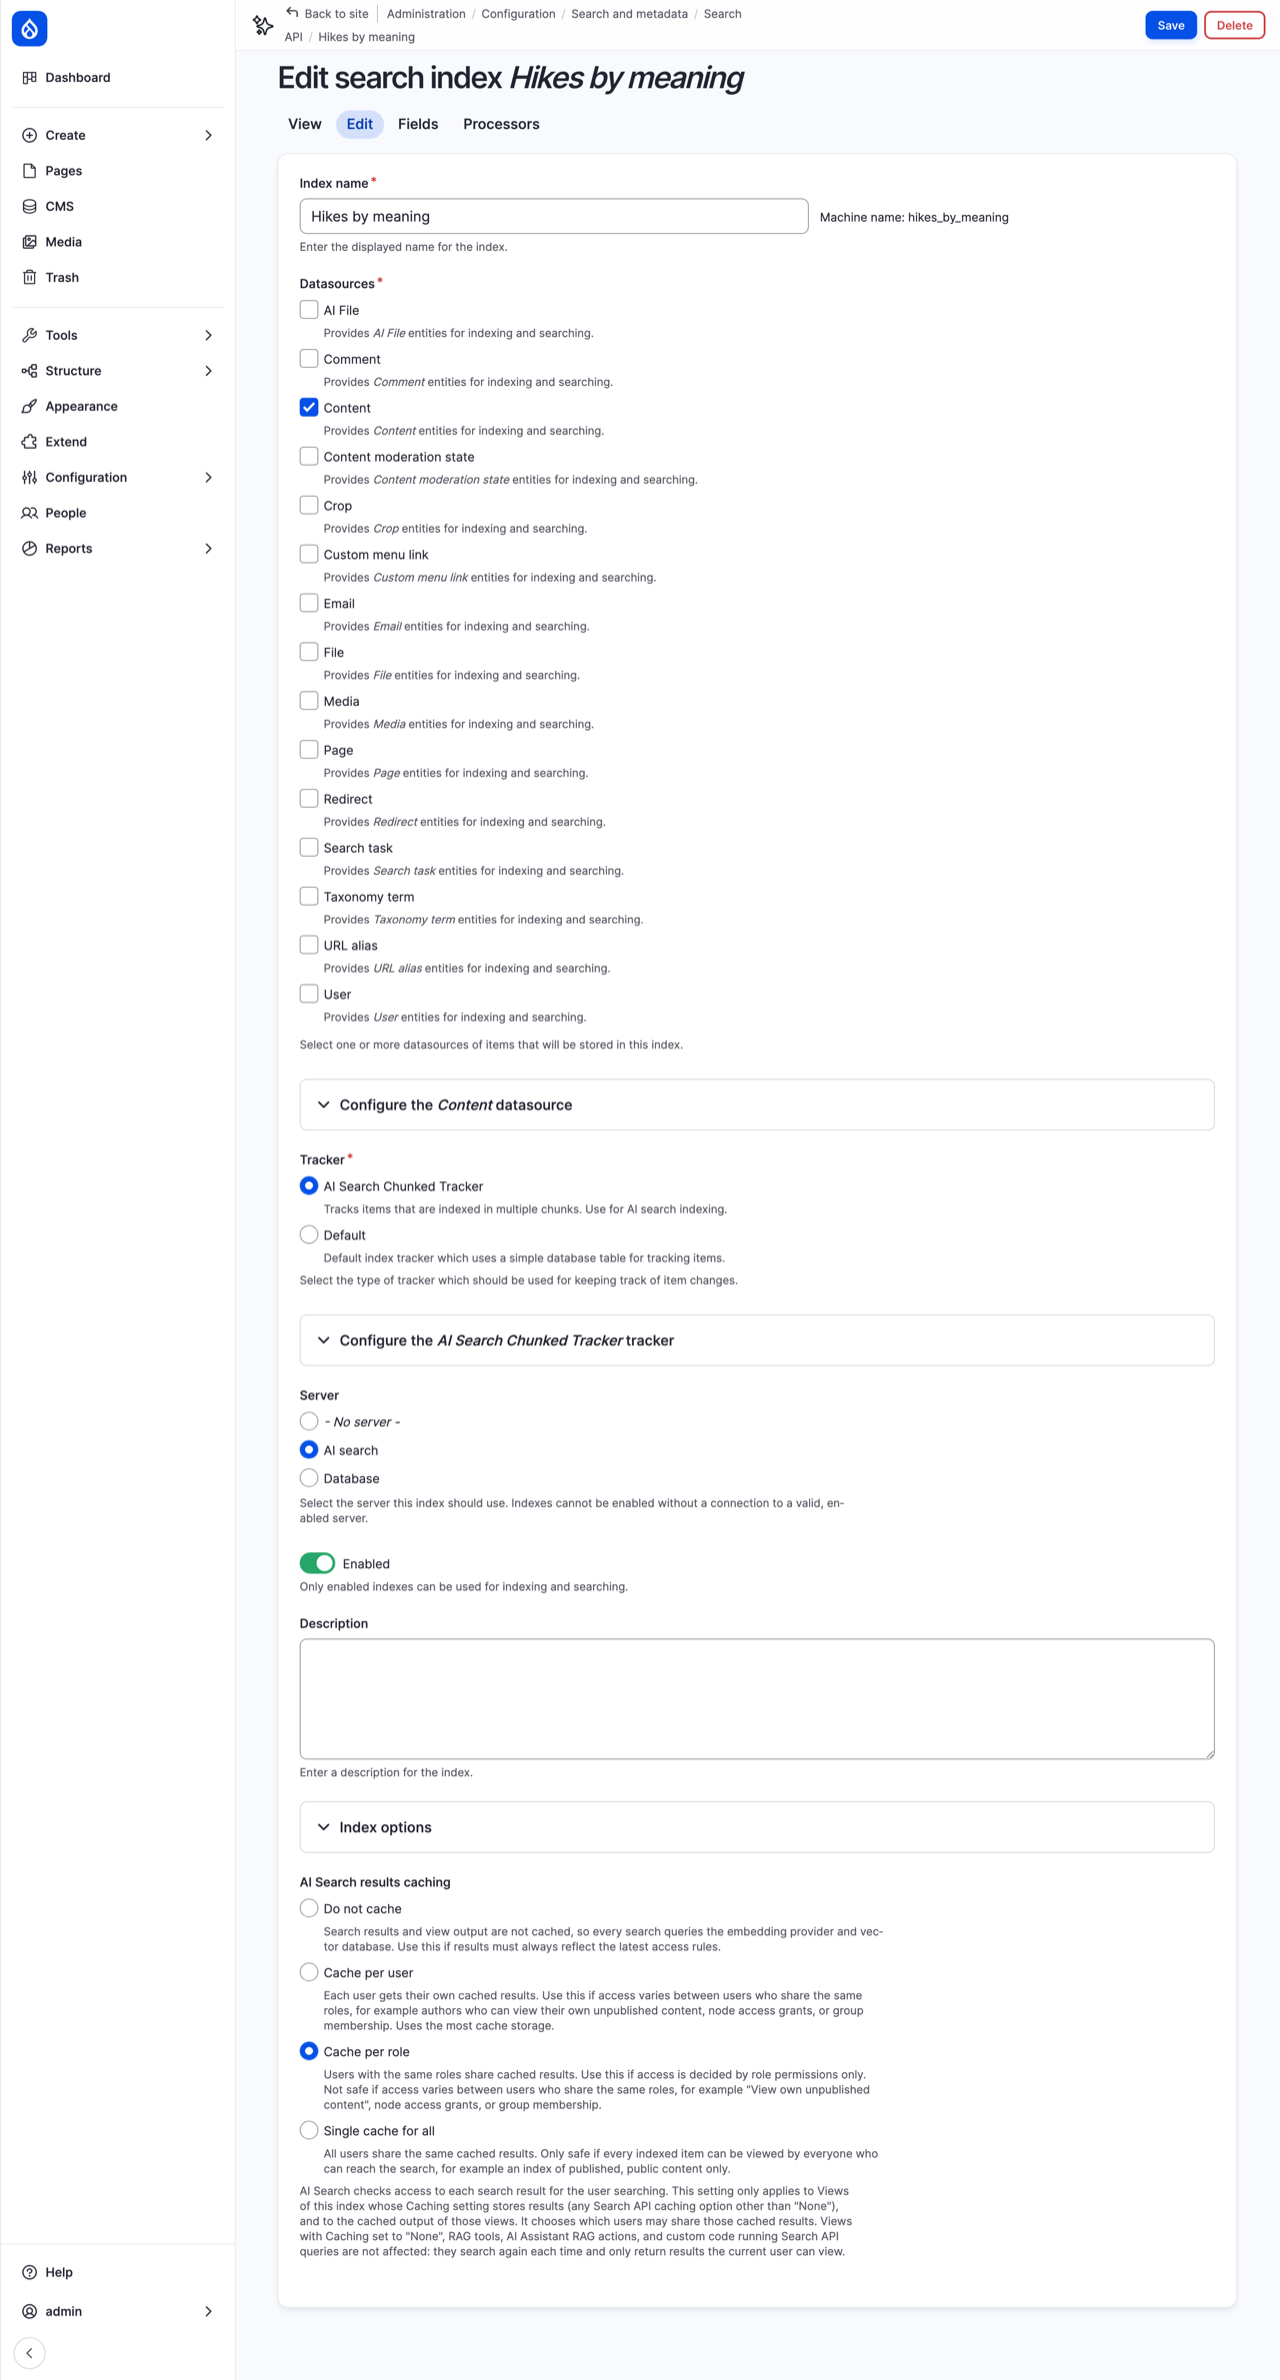 Back to site
Administration / Configuration / Search and metadata / Search
API / Hikes by meaning
Save
Delete
Dashboard
Create
Pages
CMS
Media
Trash
Tools
Structure
Appearance
Extend
Configuration
People
Reports
Help
admin
Edit search index Hikes by meaning
View
Edit
Fields
Processors
Index name*
Hikes by meaning
Machine name: hikes_by_meaning
Enter the displayed name for the index.
Datasources*
AI File
Provides AI File entities for indexing and searching.
Comment
Provides Comment entities for indexing and searching.
Content
Provides Content entities for indexing and searching.
Content moderation state
Provides Content moderation state entities for indexing and searching.
Crop
Provides Crop entities for indexing and searching.
Custom menu link
Provides Custom menu link entities for indexing and searching.
Email
Provides Email entities for indexing and searching.
File
Provides File entities for indexing and searching.
Media
Provides Media entities for indexing and searching.
Page
Provides Page entities for indexing and searching.
Redirect
Provides Redirect entities for indexing and searching.
Search task
Provides Search task entities for indexing and searching.
Taxonomy term
Provides Taxonomy term entities for indexing and searching.
URL alias
Provides URL alias entities for indexing and searching.
User
Provides User entities for indexing and searching.
Select one or more datasources of items that will be stored in this index.
Configure the Content datasource
Tracker*
AI Search Chunked Tracker
Tracks items that are indexed in multiple chunks. Use for AI search indexing.
Default
Default index tracker which uses a simple database table for tracking items.
Select the type of tracker which should be used for keeping track of item changes.
Configure the AI Search Chunked Tracker tracker
Server
- No server -
AI search
Database
Select the server this index should use. Indexes cannot be enabled without a connection to a valid, en-
abled server.
Enabled
Only enabled indexes can be used for indexing and searching.
Description
Enter a description for the index.
Index options
AI Search results caching
Do not cache
Search results and view output are not cached, so every search queries the embedding provider and vec-
tor database. Use this if results must always reflect the latest access rules.
Cache per user
Each user gets their own cached results. Use this if access varies between users who share the same
roles, for example authors who can view their own unpublished content, node access grants, or group
membership. Uses the most cache storage.
Cache per role
Users with the same roles share cached results. Use this if access is decided by role permissions only.
Not safe if access varies between users who share the same roles, for example "View own unpublished
content", node access grants, or group membership.
Single cache for all
All users share the same cached results. Only safe if every indexed item can be viewed by everyone who
can reach the search, for example an index of published, public content only.
AI Search checks access to each search result for the user searching. This setting only applies to Views
of this index whose Caching setting stores results (any Search API caching option other than "None"),
and to the cached output of those views. It chooses which users may share those cached results. Views
with Caching set to "None", RAG tools, AI Assistant RAG actions, and custom code running Search API
queries are not affected: they search again each time and only return results the current user can view.